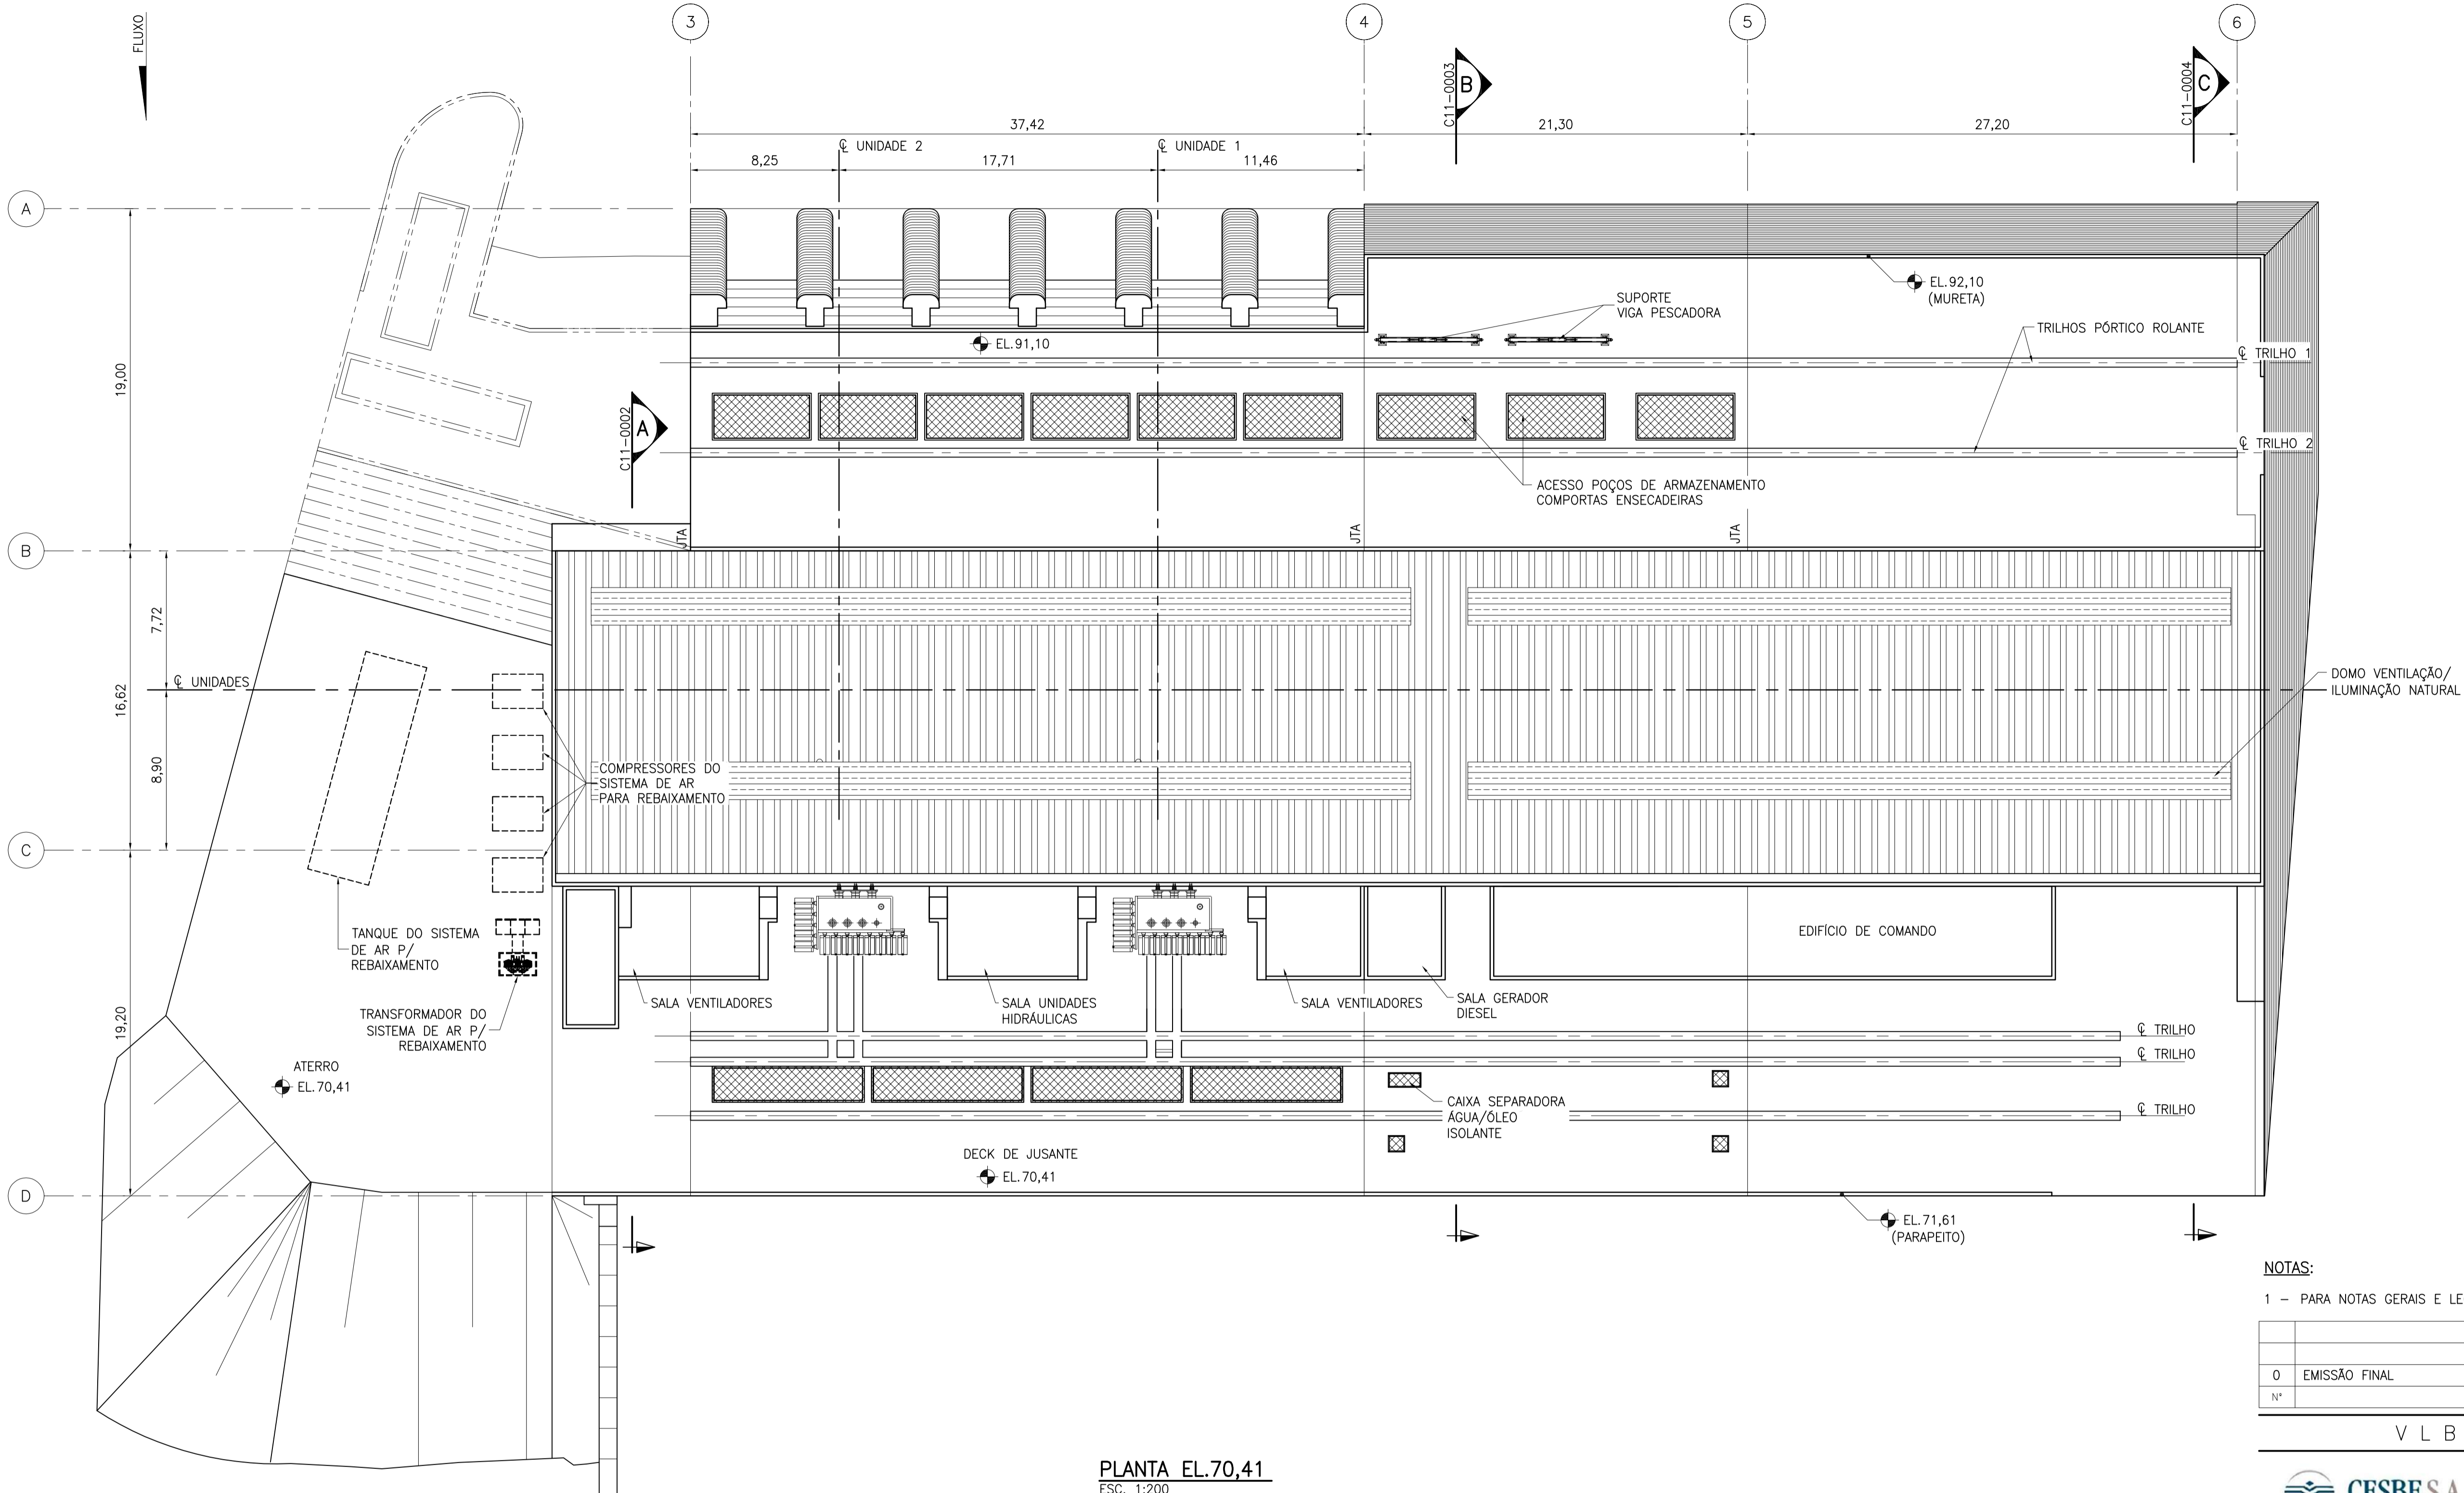 FLUXO
3
4
5
6
C11-0003
B
C11-0004
C
37,42
21,30
27,20
℄ UNIDADE 2
℄ UNIDADE 1
8,25
17,71
11,46
A
EL.92,10
(MURETA)
SUPORTE
VIGA PESCADORA
TRILHOS PÓRTICO ROLANTE
EL.91,10
℄ TRILHO 1
19,00
C11-0002
A
℄ TRILHO 2
ACESSO POÇOS DE ARMAZENAMENTO
COMPORTAS ENSECADEIRAS
JTA
JTA
JTA
B
7,72
16,62
℄ UNIDADES
DOMO VENTILAÇÃO/
ILUMINAÇÃO NATURAL
8,90
COMPRESSORES DO
SISTEMA DE AR
PARA REBAIXAMENTO
C
TANQUE DO SISTEMA
DE AR P/
REBAIXAMENTO
EDIFÍCIO DE COMANDO
SALA VENTILADORES
SALA UNIDADES
HIDRÁULICAS
SALA VENTILADORES
SALA GERADOR
DIESEL
TRANSFORMADOR DO
SISTEMA DE AR P/
REBAIXAMENTO
19,20
℄ TRILHO
℄ TRILHO
℄ TRILHO
ATERRO
EL.70,41
CAIXA SEPARADORA
ÁGUA/ÓLEO
ISOLANTE
DECK DE JUSANTE
EL.70,41
D
EL.71,61
(PARAPEITO)
NOTAS:
1 – PARA NOTAS GERAIS E LE
0 EMISSÃO FINAL
N°
V L B
PLANTA EL.70,41
ESC. 1:200
CESBE S.A.